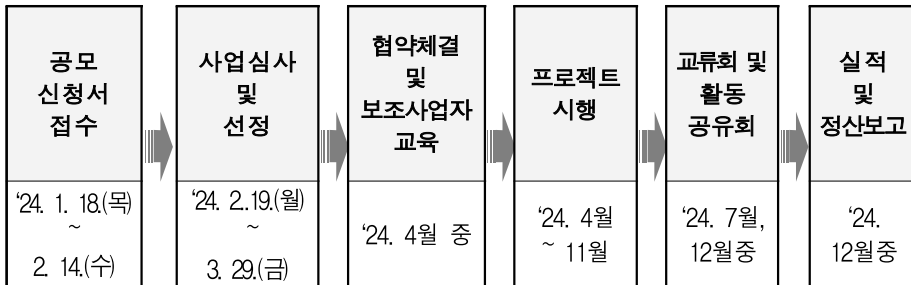 공모
신청서
접수
'24. 1. 18.(목)
~
2. 14.(수)
사업심사
및
선정
'24. 2..19.(월)
~
3. 29.(금)
협약체결
및
보조사업자
교육
'24. 4월 중
프로젝트
시행
'24. 4월
~ 11월
교류회 및
활동
공유회
'24. 7월,
12월중
실적
및
정산보고
'24.
12월중